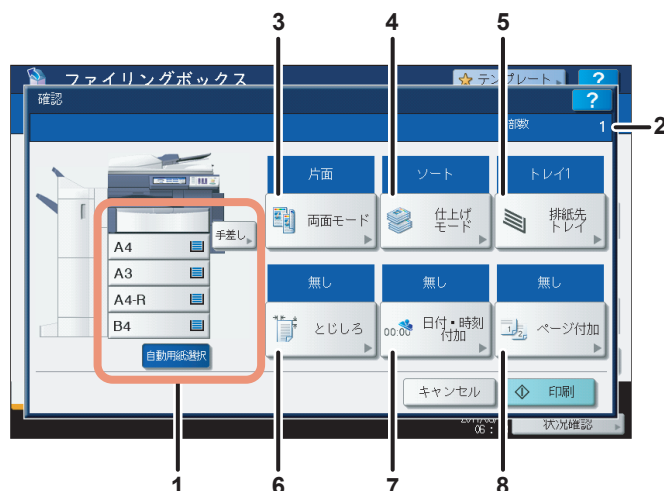 3 4 5
ファイリングボックス
テンプレート
?
確認
?
部数 1
2
片面 ソート トレイ1
両面モード
仕上げ
モード
排紙先
トレイ
手差し
A4
A3
A4-R
B4
自動用紙選択
無し 無し 無し
とじしろ
00:00
日付・時刻
付加
1 2
ページ付加
キャンセル
印刷
06:
状況確認
1 6 7 8